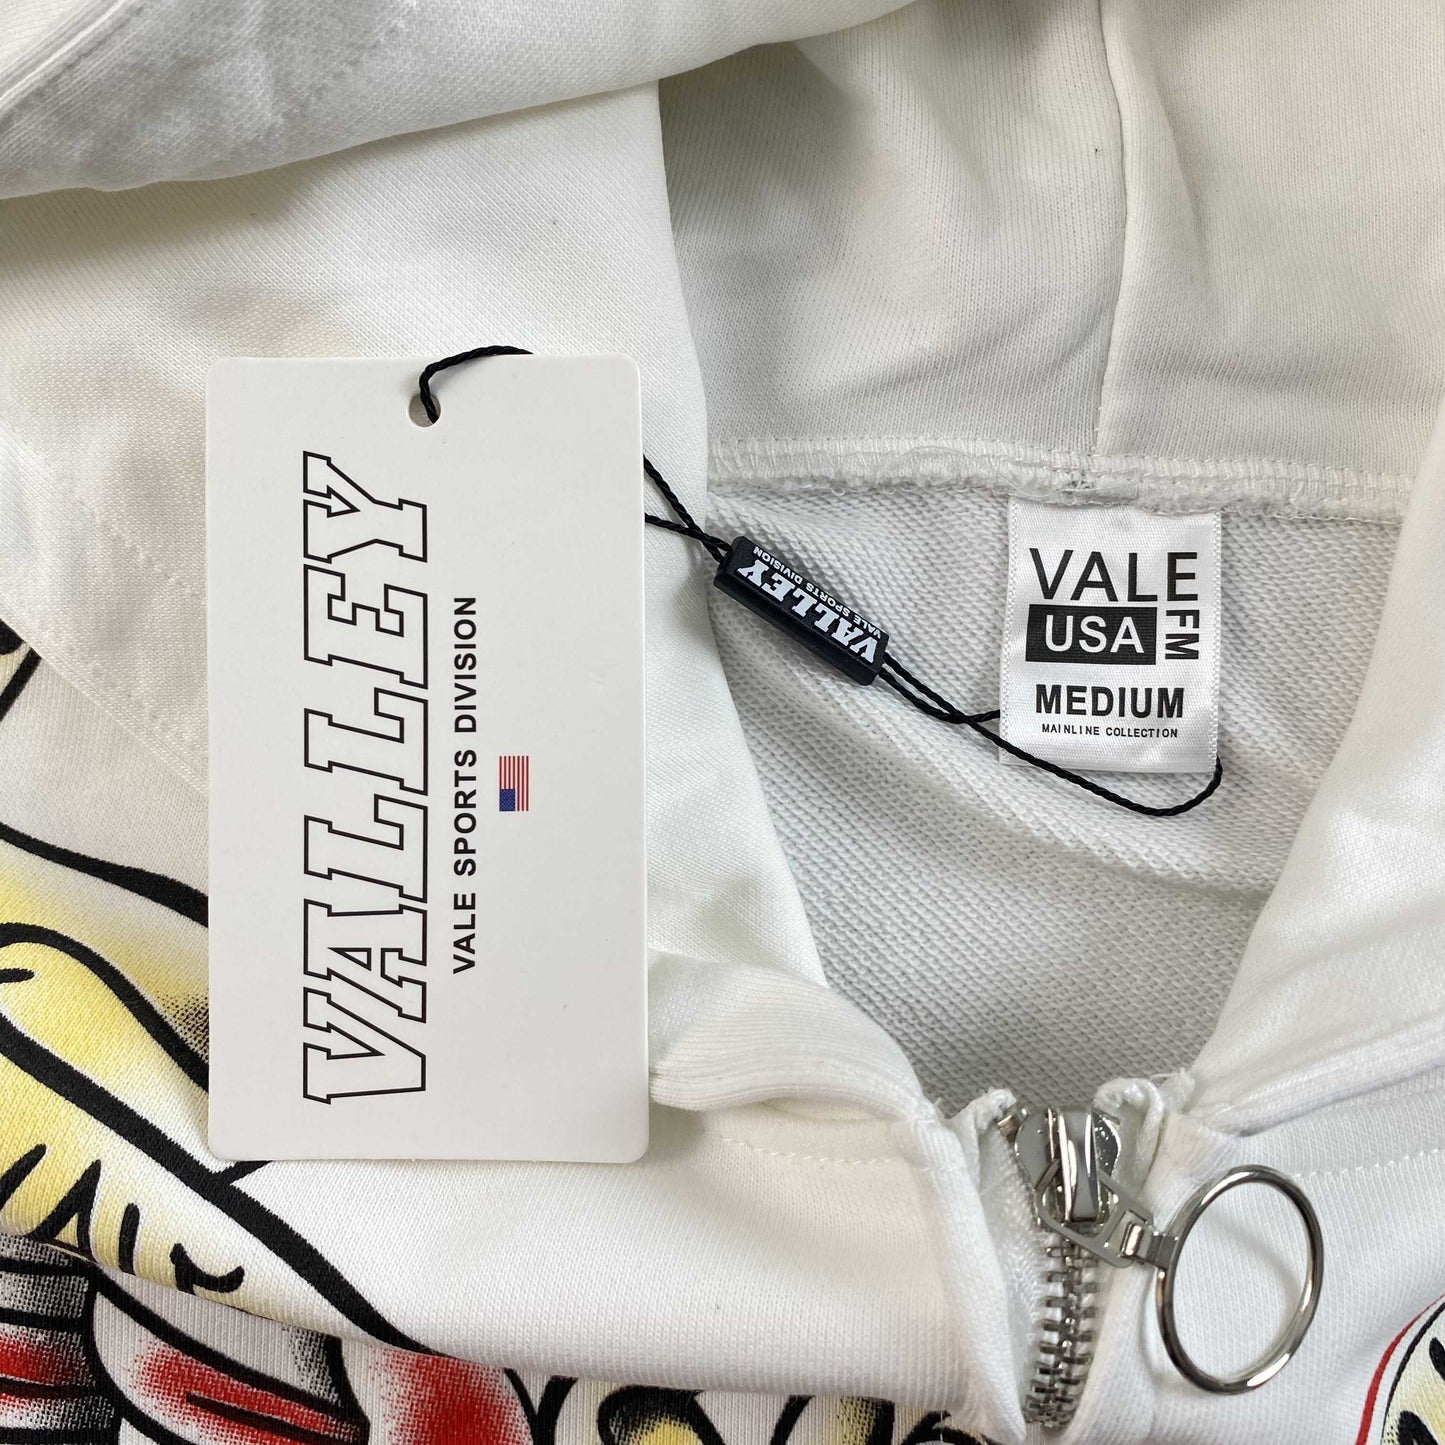 VALLEY
VALE SPORTS DIVISION
VALLEY
VALE SPORTS DIVISION
VALE
FM
USA
MEDIUM
MAINLINE COLLECTION